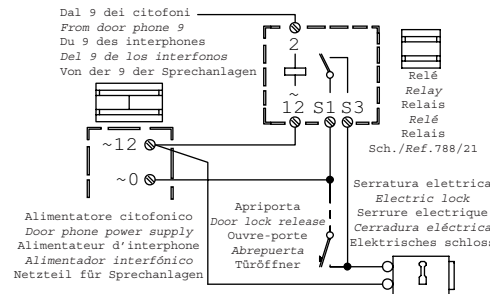 Dal 9 dei citofoni
From door phone 9
Du 9 des interphones
Del 9 de los interfonos
Von der 9 der Sprechanlagen
2
~
12 S1 S3
Relé
Relay
Relais
Relé
Relais
Sch./Ref.788/21
~12
~0
Alimentatore citofonico
Door phone power supply
Alimentateur d'interphone
Alimentador interfónico
Netzteil für Sprechanlagen
Apriporta
Door lock release
Ouvre-porte
Abrepuerta
Türöffner
Serratura elettrica
Electric lock
Serrure electrique
Cerradura eléctrica
Elektrisches schloss